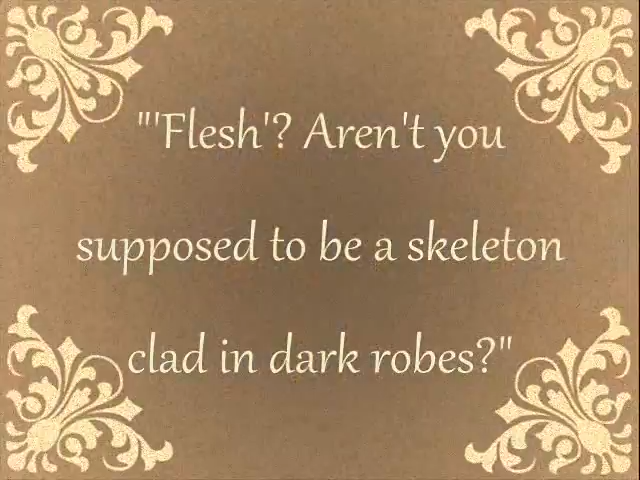 "'Flesh'? Aren't you
supposed to be a skeleton
clad in dark robes?"